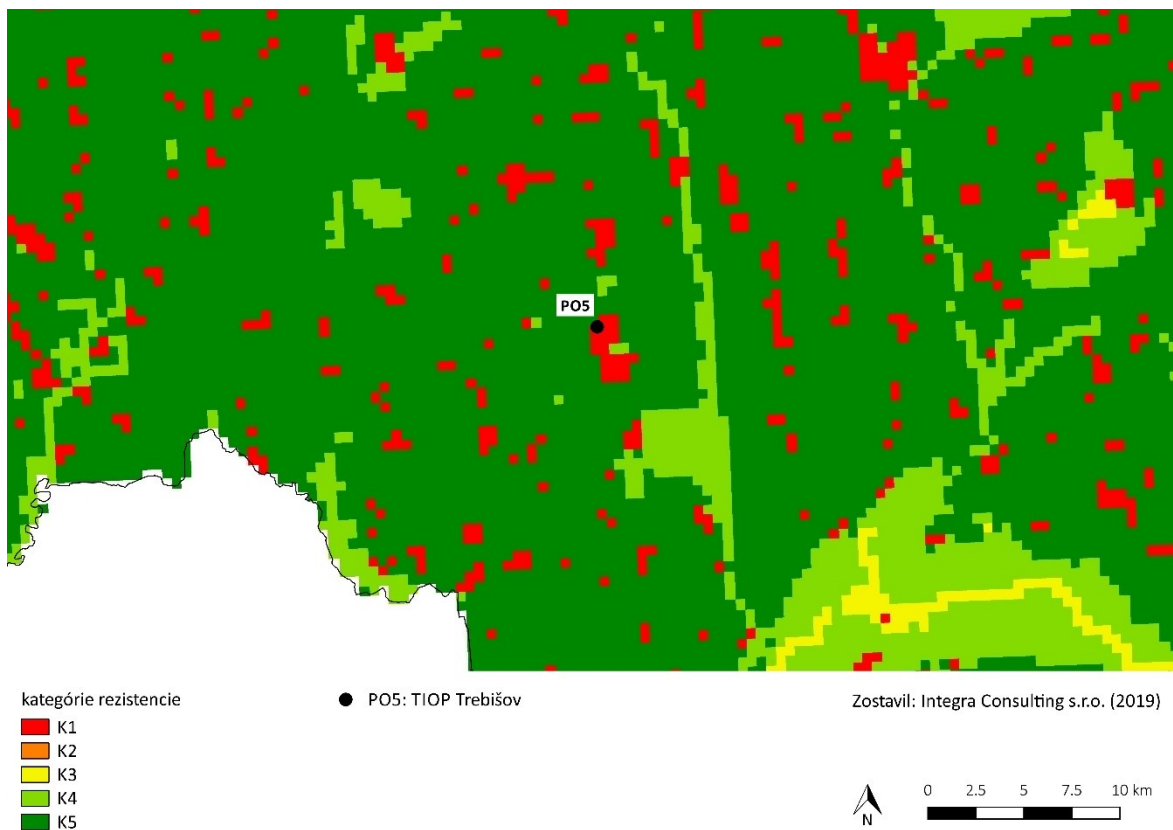 PO5
kategórie rezistencie
K1
K2
K3
K4
K5
PO5: TIOP Trebišov
Zostavil: Integra Consulting s.r.o. (2019)
N
0 2.5 5 7.5 10 km